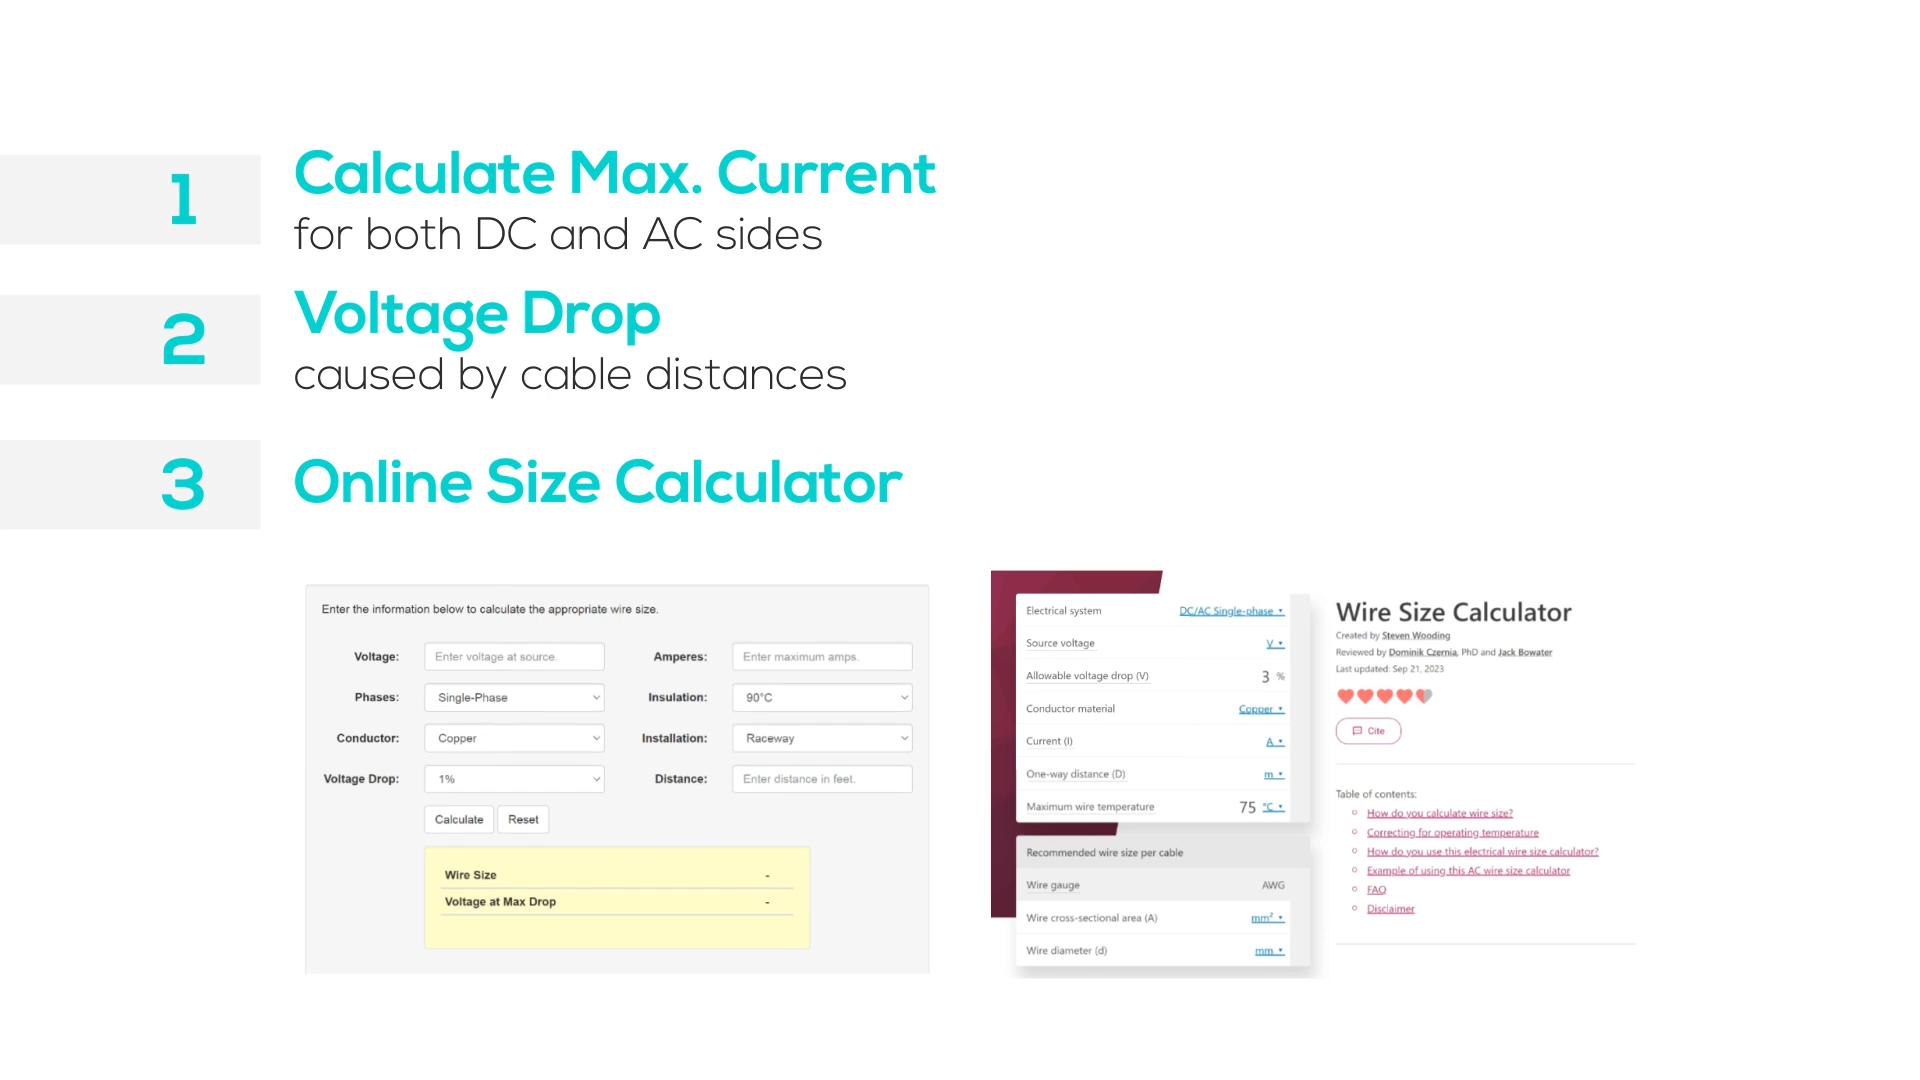 1
Calculate Max. Current
for both DC and AC sides
2
Voltage Drop
caused by cable distances
3
Online Size Calculator
Enter the information below to calculate the appropriate wire size.
Voltage: Enter voltage at source. Amperes: Enter maximum amps.
Phases: Single-Phase Insulation: 90°C
Conductor: Copper Installation: Raceway
Voltage Drop: 1% Distance: Enter distance in feet.
Calculate Reset
Wire Size -
Voltage at Max Drop -
Electrical system DC/AC Single-phase
Source voltage V
Allowable voltage drop (V) 3 %
Conductor material Copper
Current (I) A
One-way distance (D) m
Maximum wire temperature 75 °C
Recommended wire size per cable
Wire gauge AWG
Wire cross-sectional area (A) mm²
Wire diameter (d) mm
Wire Size Calculator
Created by Steven Wooding
Reviewed by Dominik Czernia, PhD and Jack Bowater
Last updated: Sep 21, 2023
Cite
Table of contents:
How do you calculate wire size?
Correcting for operating temperature
How do you use this electrical wire size calculator?
Example of using this AC wire size calculator
FAQ
Disclaimer